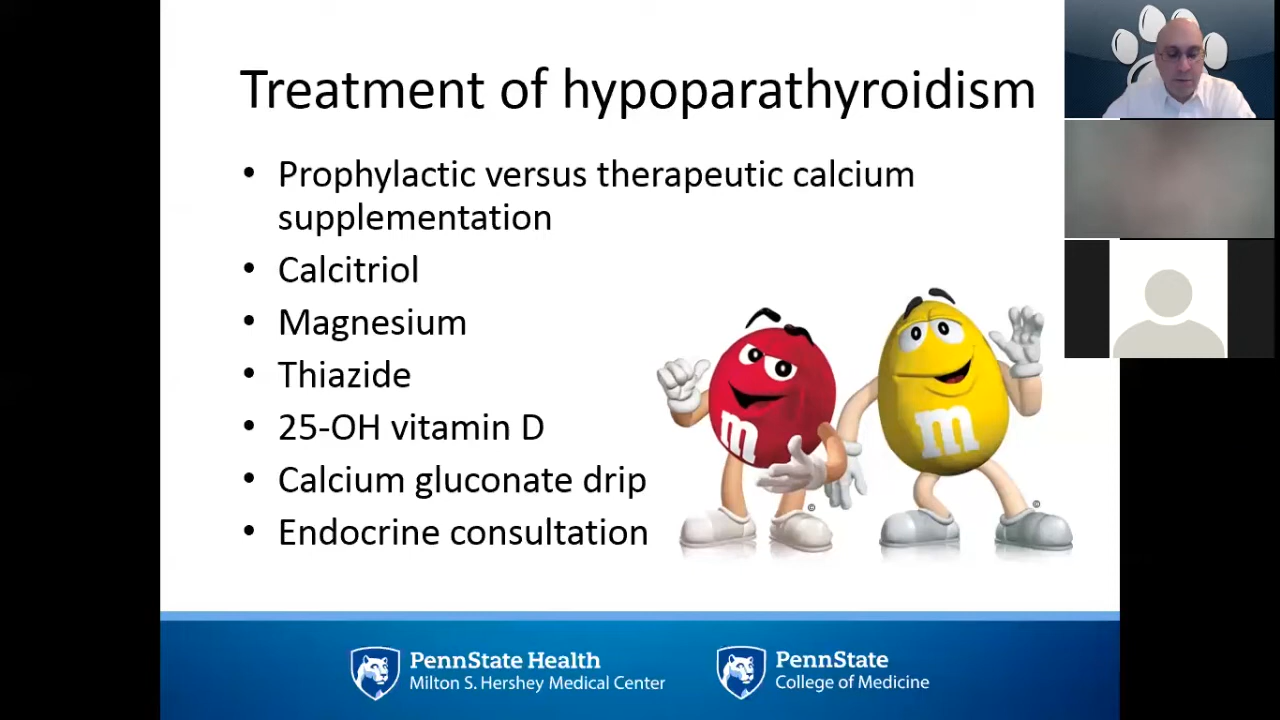 Treatment of hypoparathyroidism
• Prophylactic versus therapeutic calcium
supplementation
• Calcitriol
• Magnesium
• Thiazide
• 25-OH vitamin D
• Calcium gluconate drip
• Endocrine consultation
m
m
©
©
PennState Health
Milton S. Hershey Medical Center
PennState
College of Medicine